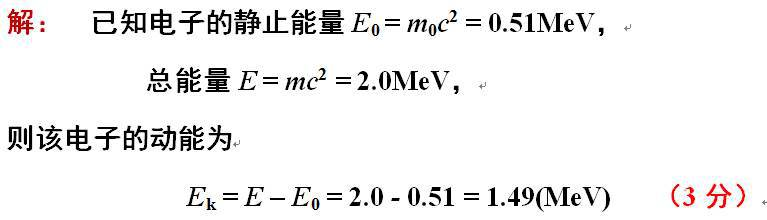 解： 已知电子的静止能量 E₀ = m₀c² = 0.51MeV，
总能量 E = mc² = 2.0MeV，
则该电子的动能为
Eₖ = E – E₀ = 2.0 - 0.51 = 1.49(MeV) （3 分）